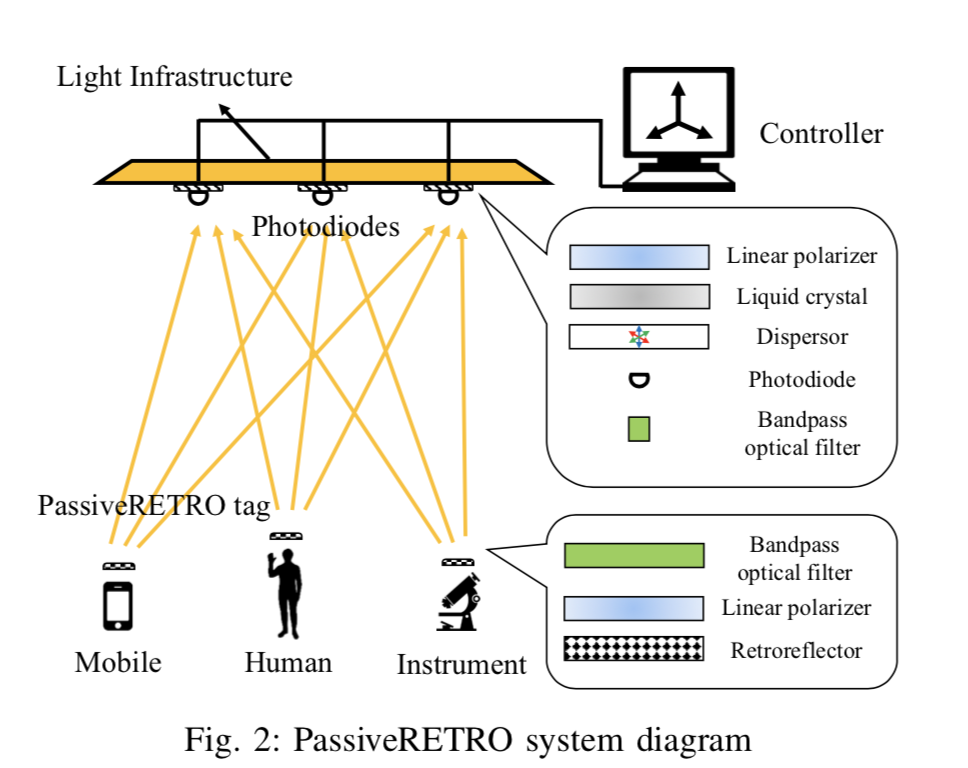 Light Infrastructure
Controller
Photodiodes
Linear polarizer
Liquid crystal
Dispersor
Photodiode
Bandpass
optical filter
PassiveRETRO tag
Bandpass
optical filter
Linear polarizer
Retroreflector
Mobile
Human
Instrument
Fig. 2: PassiveRETRO system diagram